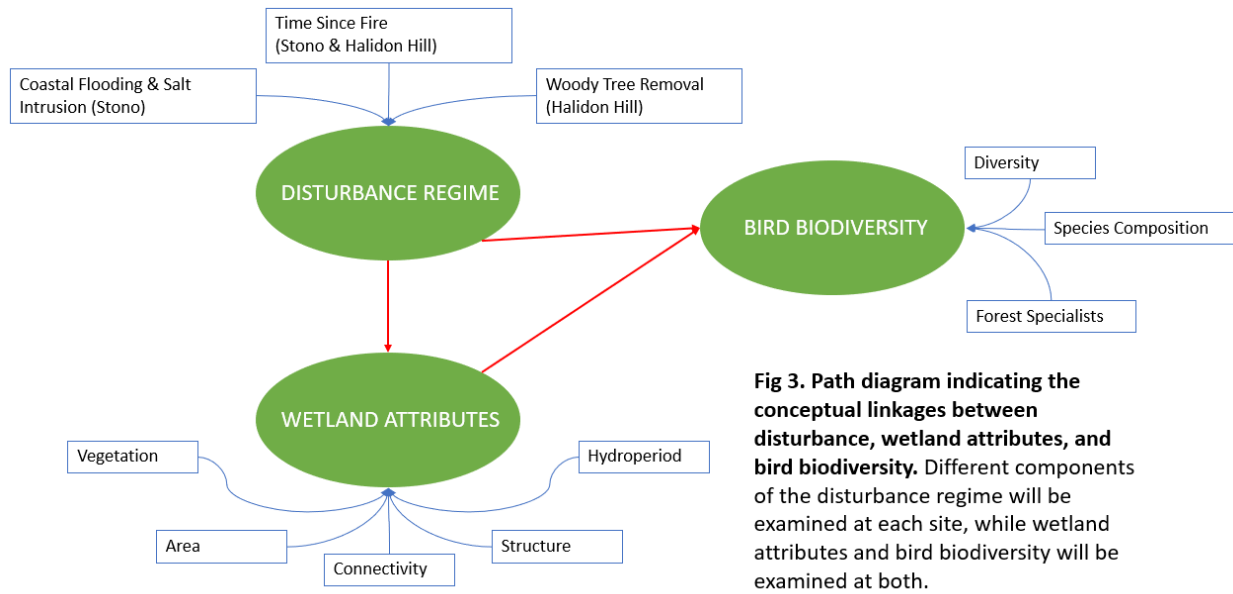 Time Since Fire
(Stono & Halidon Hill)
Coastal Flooding & Salt
Intrusion (Stono)
Woody Tree Removal
(Halidon Hill)
DISTURBANCE REGIME
BIRD BIODIVERSITY
Diversity
Species Composition
Forest Specialists
WETLAND ATTRIBUTES
Vegetation
Hydroperiod
Area
Structure
Connectivity
Fig 3. Path diagram indicating the
conceptual linkages between
disturbance, wetland attributes, and
bird biodiversity. Different components
of the disturbance regime will be
examined at each site, while wetland
attributes and bird biodiversity will be
examined at both.